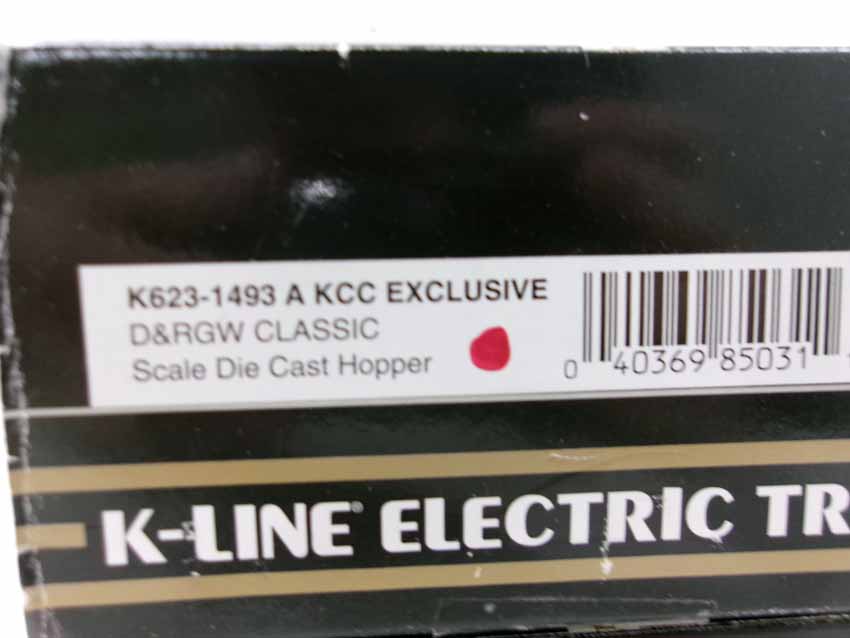 K623-1493 A KCC EXCLUSIVE
D&RGW CLASSIC
Scale Die Cast Hopper
0 40369 85031
K-LINE® ELECTRIC TR